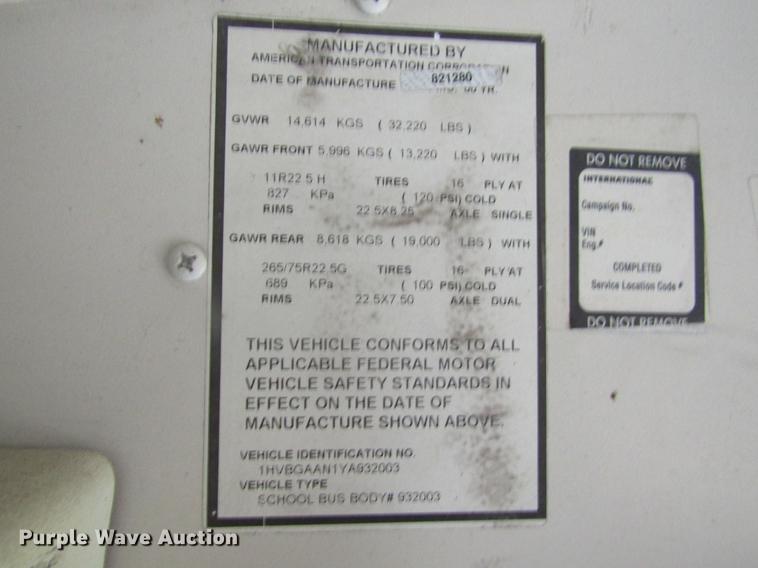 MANUFACTURED BY
AMERICAN TRANSPORTATION CORPORATION
DATE OF MANUFACTURE 821280 00 YR.
GVWR 14,614 KGS ( 32,220 LBS )
GAWR FRONT 5,996 KGS ( 13,220 LBS ) WITH
11R22.5 H TIRES 16 PLY AT
827 KPa ( 120 PSI) COLD
RIMS 22.5X8.25 AXLE SINGLE
GAWR REAR 8,618 KGS ( 19,000 LBS ) WITH
265/75R22.5G TIRES 16 PLY AT
689 KPa ( 100 PSI) COLD
RIMS 22.5X7.50 AXLE DUAL
THIS VEHICLE CONFORMS TO ALL
APPLICABLE FEDERAL MOTOR
VEHICLE SAFETY STANDARDS IN
EFFECT ON THE DATE OF
MANUFACTURE SHOWN ABOVE.
VEHICLE IDENTIFICATION NO.
1HVBGAAN1YA932003
VEHICLE TYPE
SCHOOL BUS BODY# 932003
DO NOT REMOVE
INTERNATIONAL
Campaign No.
VIN
Eng.#
COMPLETED
Service Location Code #
DO NOT REMOVE
Purple Wave Auction